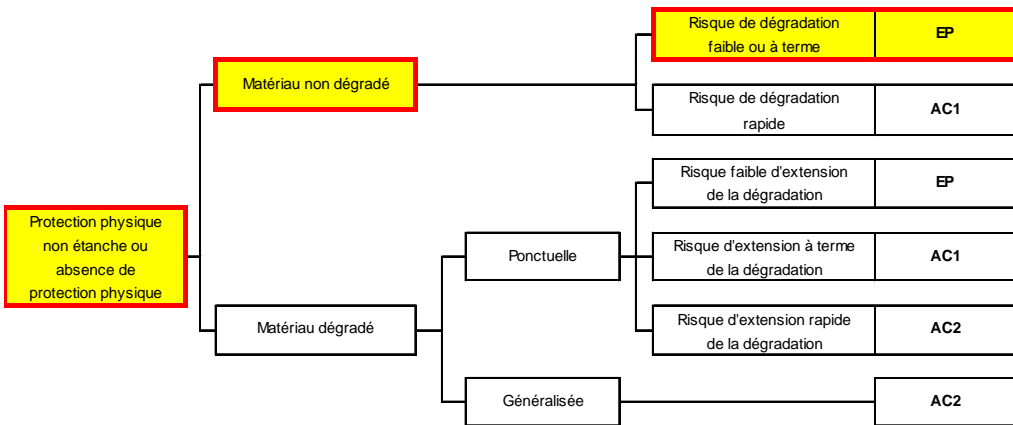 Risque de dégradation
faible ou à terme
EP
Matériau non dégradé
Risque de dégradation
rapide
AC1
Risque faible d'extension
de la dégradation
EP
Protection physique
non étanche ou
absence de
protection physique
Ponctuelle
Risque d'extension à terme
de la dégradation
AC1
Matériau dégradé
Risque d'extension rapide
de la dégradation
AC2
Généralisée
AC2